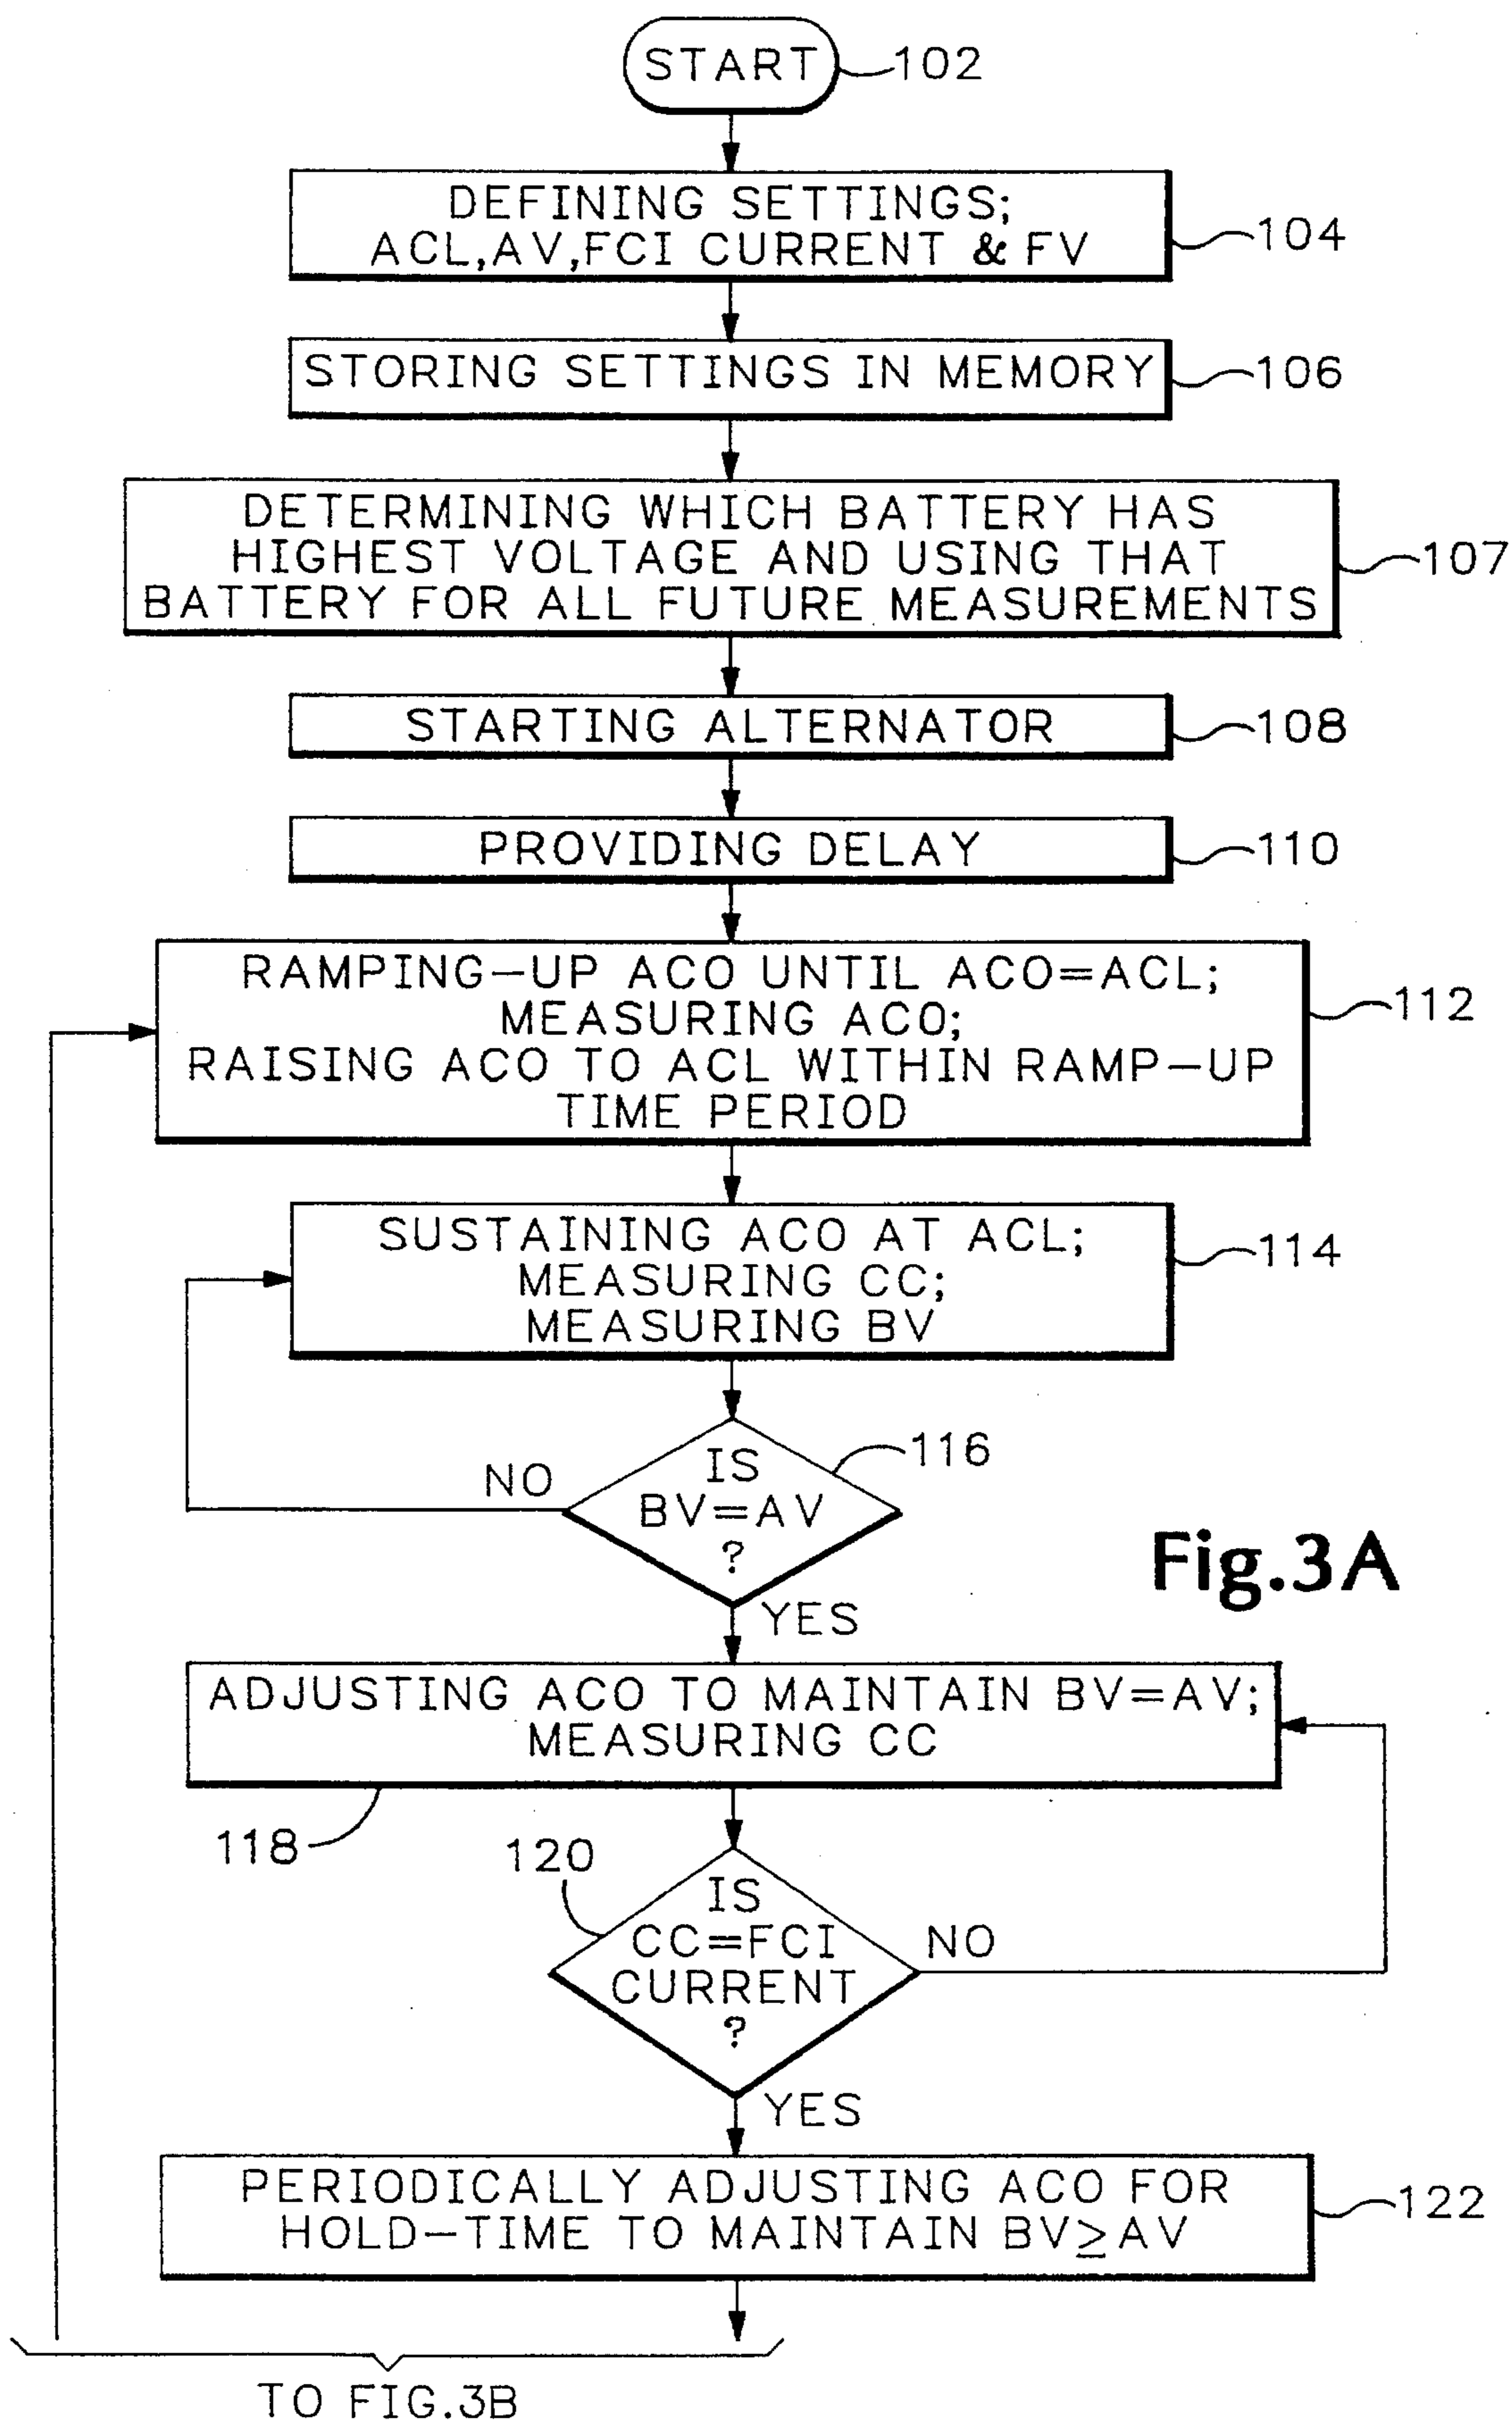 START
102
DEFINING SETTINGS;
ACL,AV,FCI CURRENT & FV
104
STORING SETTINGS IN MEMORY
106
DETERMINING WHICH BATTERY HAS
HIGHEST VOLTAGE AND USING THAT
BATTERY FOR ALL FUTURE MEASUREMENTS
107
STARTING ALTERNATOR
108
PROVIDING DELAY
110
RAMPING-UP ACO UNTIL ACO=ACL;
MEASURING ACO;
RAISING ACO TO ACL WITHIN RAMP-UP
TIME PERIOD
112
SUSTAINING ACO AT ACL;
MEASURING CC;
MEASURING BV
114
IS
BV=AV
?
116
NO
YES
Fig.3A
ADJUSTING ACO TO MAINTAIN BV=AV;
MEASURING CC
118
120
IS
CC=FCI
CURRENT
?
NO
YES
PERIODICALLY ADJUSTING ACO FOR
HOLD-TIME TO MAINTAIN BV≥AV
122
TO FIG.3B